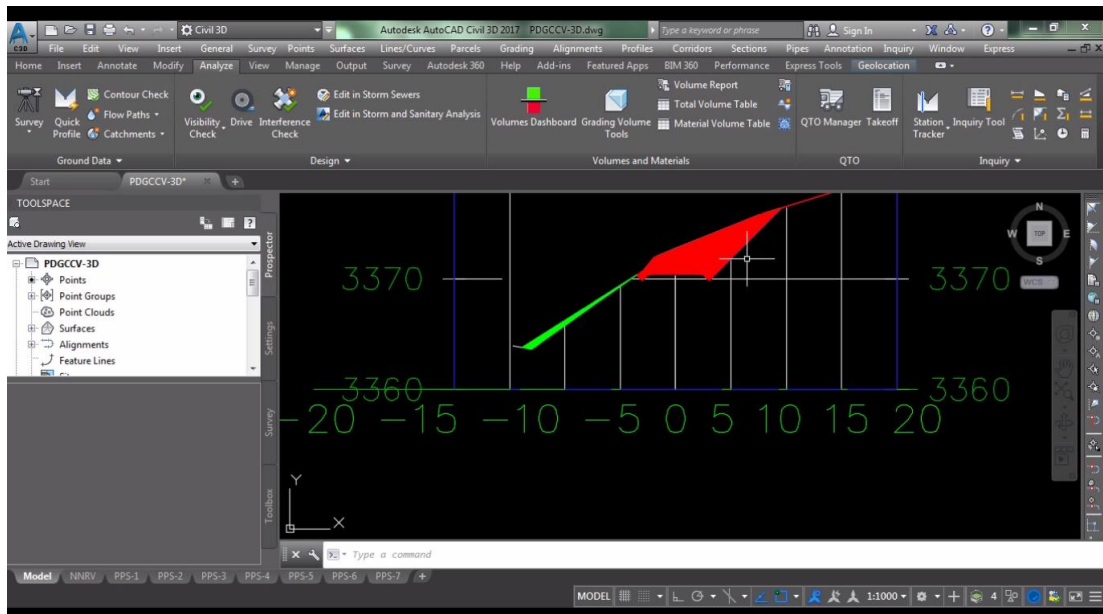 Civil 3D
Autodesk AutoCAD Civil 3D 2017 PDGCCV-3D.dwg
Type a keyword or phrase
Sign In
C3D
File Edit View Insert General Survey Points Surfaces Lines/Curves Parcels Grading Alignments Profiles Corridors Sections Pipes Annotation Inquiry Window Express
Home Insert Annotate Modify Analyze View Manage Output Survey Autodesk 360 Help Add-ins Featured Apps BIM 360 Performance Express Tools Geolocation
Survey
Quick Profile
Contour Check
Flow Paths
Catchments
Visibility Check
Drive
Interference Check
Edit in Storm Sewers
Edit in Storm and Sanitary Analysis
Volumes Dashboard
Grading Volume Tools
Volume Report
Total Volume Table
Material Volume Table
QTO Manager
Takeoff
Station Tracker
Inquiry Tool
Ground Data
Design
Volumes and Materials
QTO
Inquiry
Start
PDGCCV-3D*
TOOLSPACE
Active Drawing View
PDGCCV-3D
Points
Point Groups
Point Clouds
Surfaces
Alignments
Feature Lines
Prospector
Settings
Survey
Toolbox
N
W TOP E
S
WCS
3370 3370
3360 3360
-20 -15 -10 -5 0 5 10 15 20
Y
X
Type a command
Model NNRV PPS-1 PPS-2 PPS-3 PPS-4 PPS-5 PPS-6 PPS-7 +
MODEL 1:1000 4